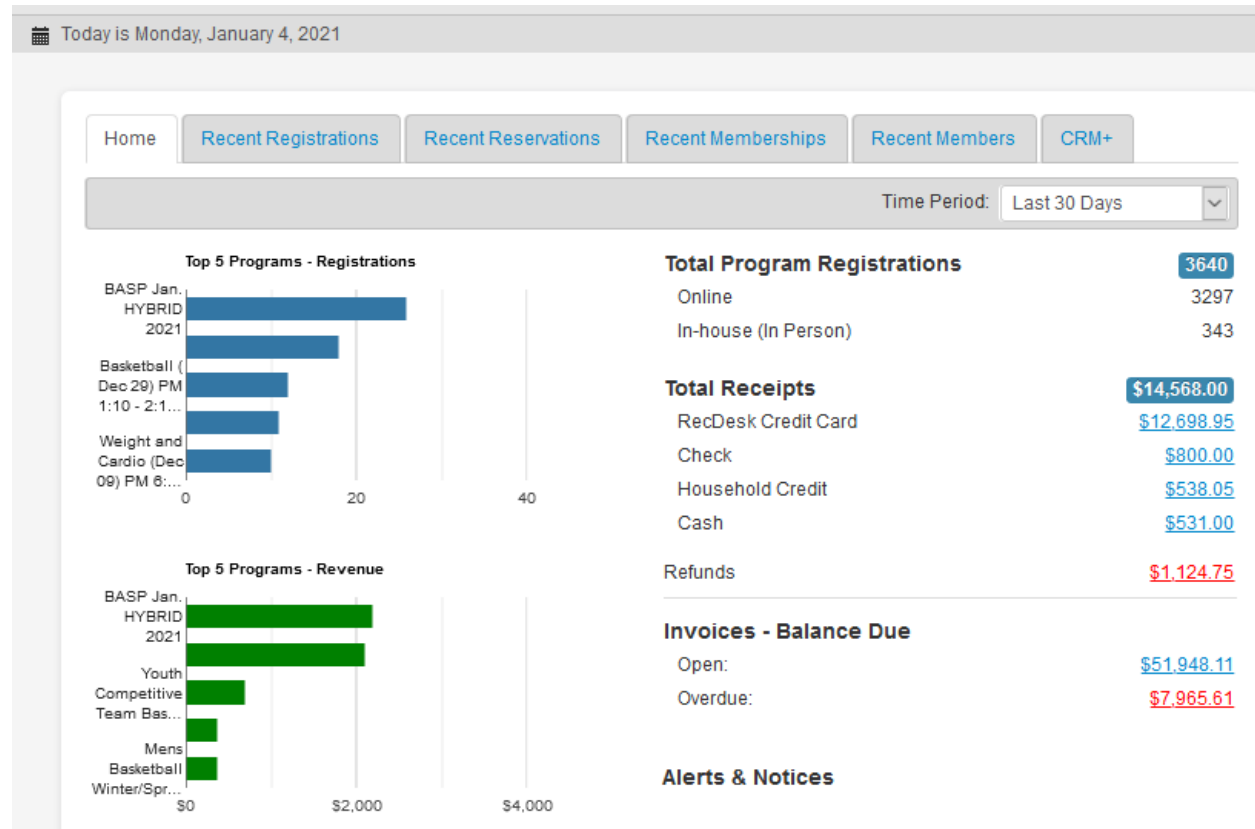 Today is Monday, January 4, 2021
Home
Recent Registrations
Recent Reservations
Recent Memberships
Recent Members
CRM+
Time Period: Last 30 Days
Top 5 Programs - Registrations
BASP Jan.
HYBRID
2021
Basketball (
Dec 29) PM
1:10 - 2:1...
Weight and
Cardio (Dec
09) PM 6:...
0 20 40
Top 5 Programs - Revenue
BASP Jan.
HYBRID
2021
Youth
Competitive
Team Bas...
Mens
Basketball
Winter/Spr...
$0 $2,000 $4,000
Total Program Registrations 3640
Online 3297
In-house (In Person) 343
Total Receipts $14,568.00
RecDesk Credit Card $12,698.95
Check $800.00
Household Credit $538.05
Cash $531.00
Refunds $1,124.75
Invoices - Balance Due
Open: $51,948.11
Overdue: $7,965.61
Alerts & Notices